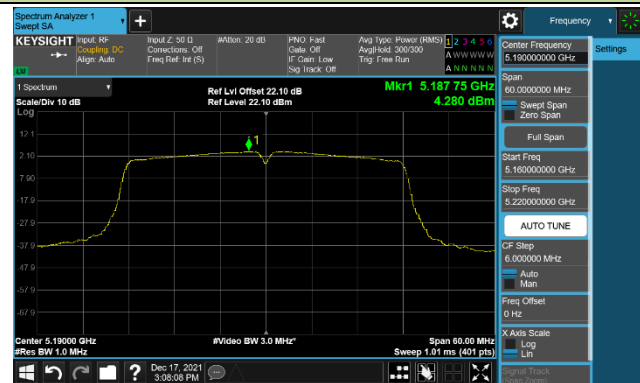 Spectrum Analyzer 1
Swept SA
Frequency
KEYSIGHT
Input: RF
Coupling: DC
Align: Auto
Input Z: 50 Ω
Corrections: Off
Freq Ref: Int (S)
#Atten: 20 dB
PNO: Fast
Gate: Off
IF Gain: Low
Sig Track: Off
Avg Type: Power (RMS)
Avg|Hold: 300/300
Trig: Free Run
1 2 3 4 5 6
A W W W W W
A N N N N N
LXI
1 Spectrum
Scale/Div 10 dB
Log
Ref Lvl Offset 22.10 dB
Ref Level 22.10 dBm
Mkr1 5.187 75 GHz
4.280 dBm
1
12.1
2.10
-7.90
-17.9
-27.9
-37.9
-47.9
-57.9
-67.9
Center 5.19000 GHz
#Res BW 1.0 MHz
#Video BW 3.0 MHz*
Span 60.00 MHz
Sweep 1.01 ms (401 pts)
Dec 17, 2021
3:08:08 PM
Center Frequency
5.190000000 GHz
Settings
Span
60.0000000 MHz
Swept Span
Zero Span
Full Span
Start Freq
5.160000000 GHz
Stop Freq
5.220000000 GHz
AUTO TUNE
CF Step
6.000000 MHz
Auto
Man
Freq Offset
0 Hz
X Axis Scale
Log
Lin
Signal Track
(Span Zoom)